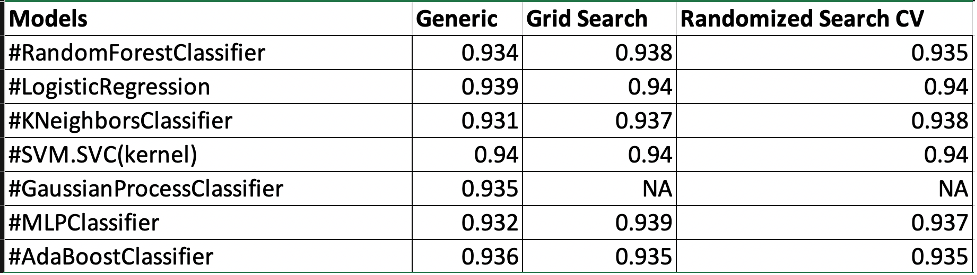 Models Generic Grid Search Randomized Search CV
#RandomForestClassifier 0.934 0.938 0.935
#LogisticRegression 0.939 0.94 0.94
#KNeighborsClassifier 0.931 0.937 0.938
#SVM.SVC(kernel) 0.94 0.94 0.94
#GaussianProcessClassifier 0.935 NA NA
#MLPClassifier 0.932 0.939 0.937
#AdaBoostClassifier 0.936 0.935 0.935